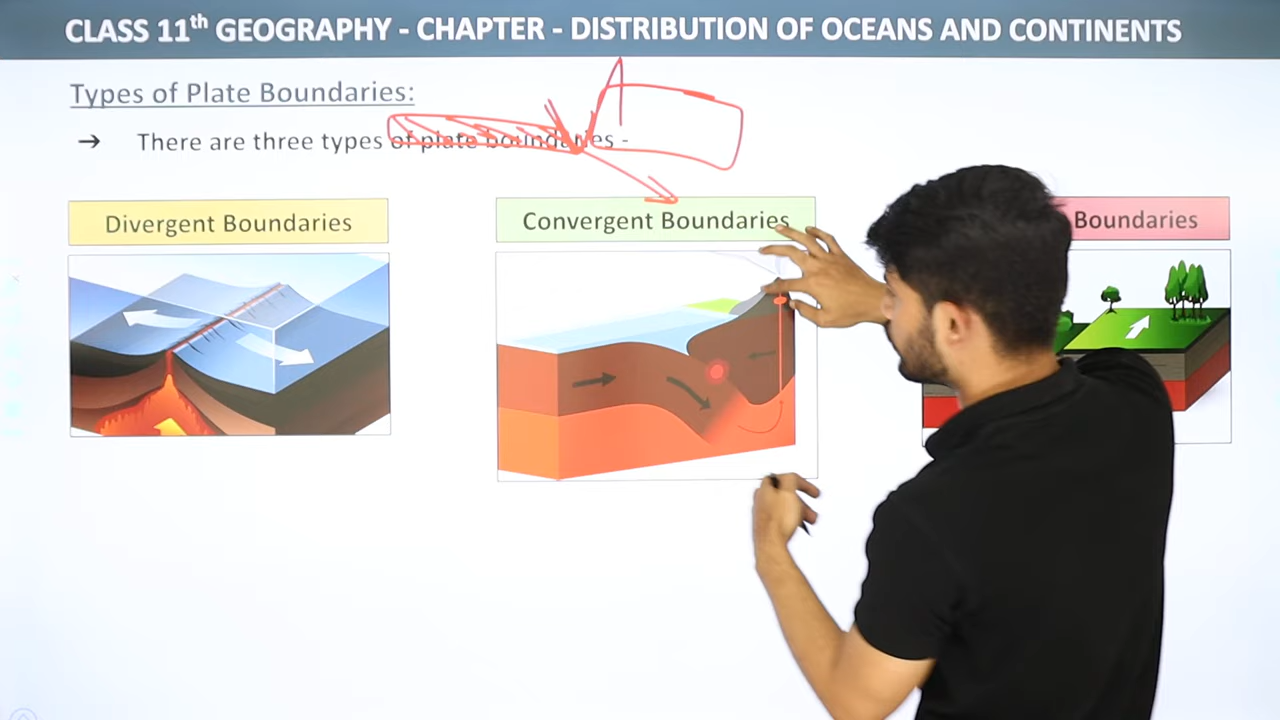 CLASS 11th GEOGRAPHY - CHAPTER - DISTRIBUTION OF OCEANS AND CONTINENTS
Types of Plate Boundaries:
→ There are three types of plate boundaries -
Divergent Boundaries
Convergent Boundaries
Boundaries